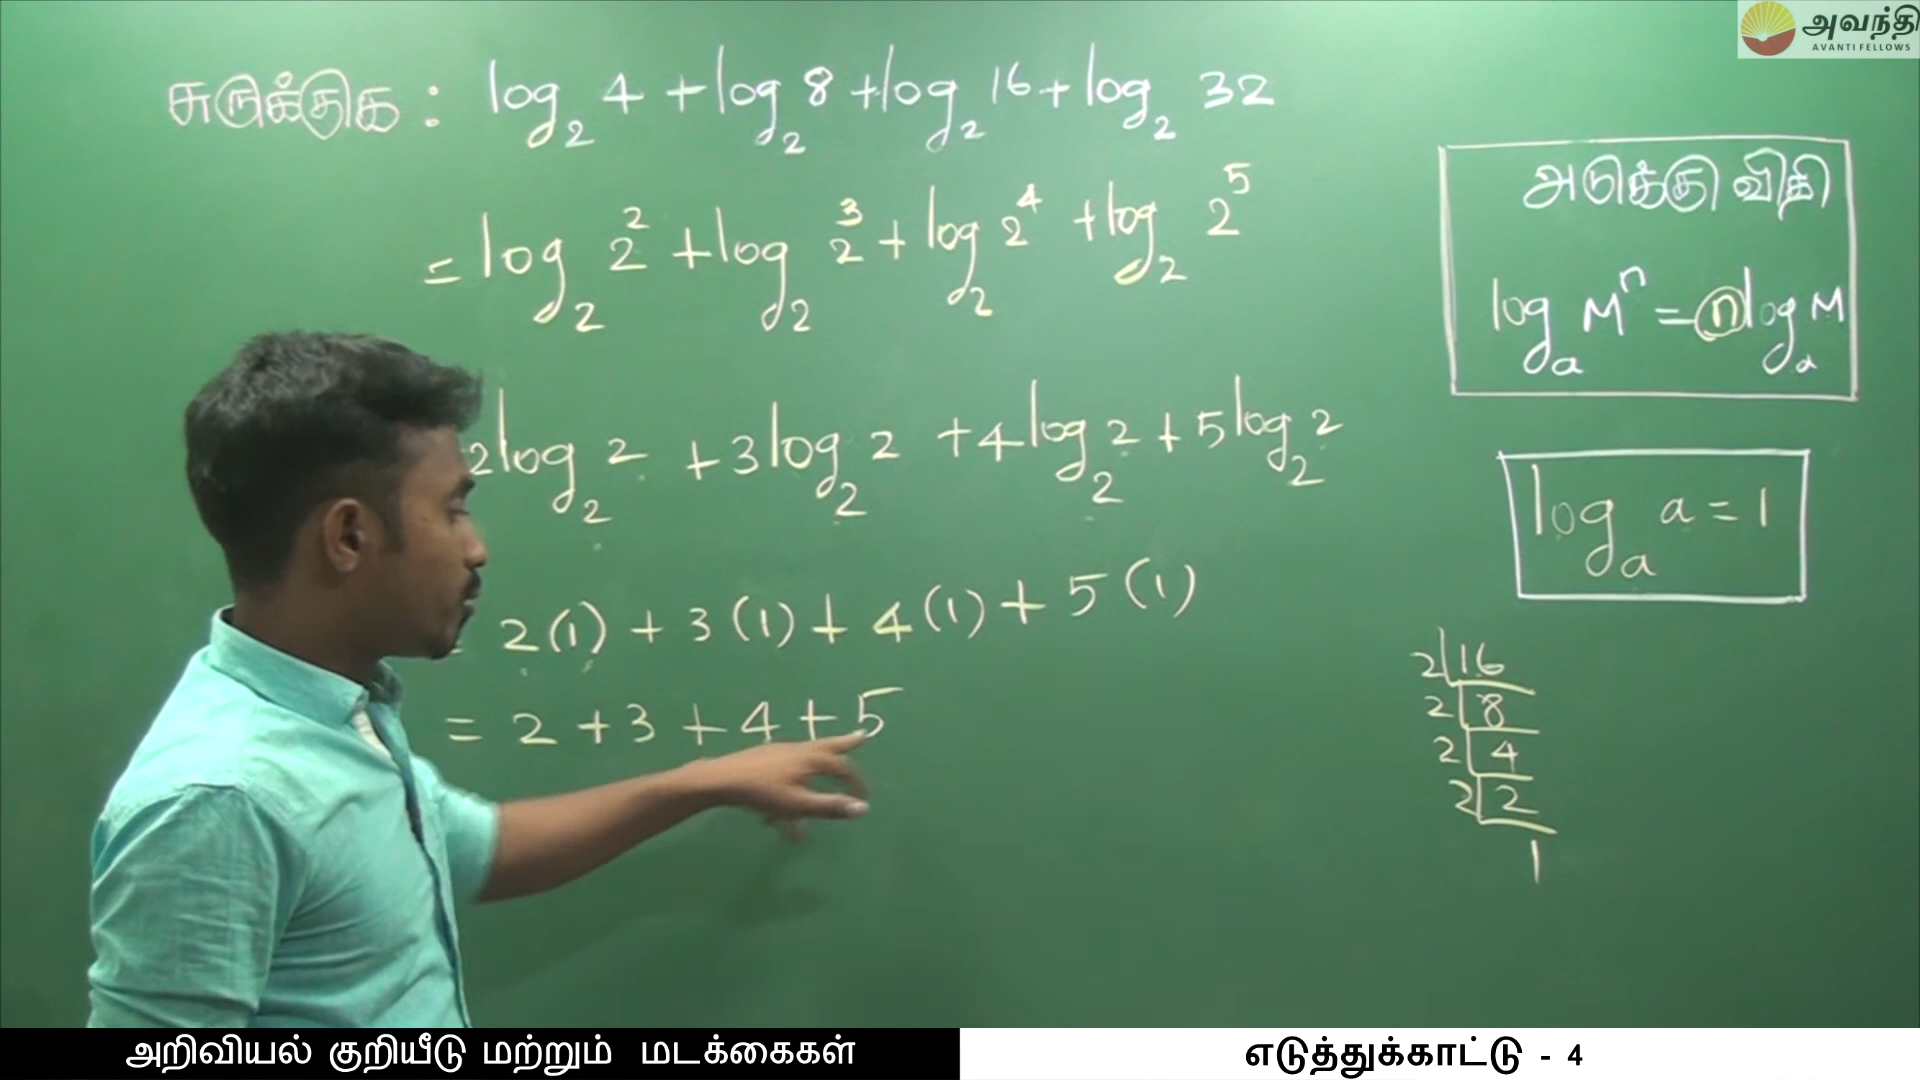 அவந்தி
AVANTI FELLOWS
சுருக்குக : log₂ 4 + log₂ 8 + log₂ 16 + log₂ 32
= log₂ 2² + log₂ 2³ + log₂ 2⁴ + log₂ 2⁵
2 log₂ 2 + 3 log₂ 2 + 4 log₂ 2 + 5 log₂ 2
= 2 (1) + 3 (1) + 4 (1) + 5 (1)
= 2 + 3 + 4 + 5
அடுக்கு விதி
logₐ Mⁿ = n logₐ M
logₐ a = 1
2 | 16
2 | 8
2 | 4
2 | 2
1
அறிவியல் குறியீடு மற்றும் மடக்கைகள்
எடுத்துக்காட்டு - 4